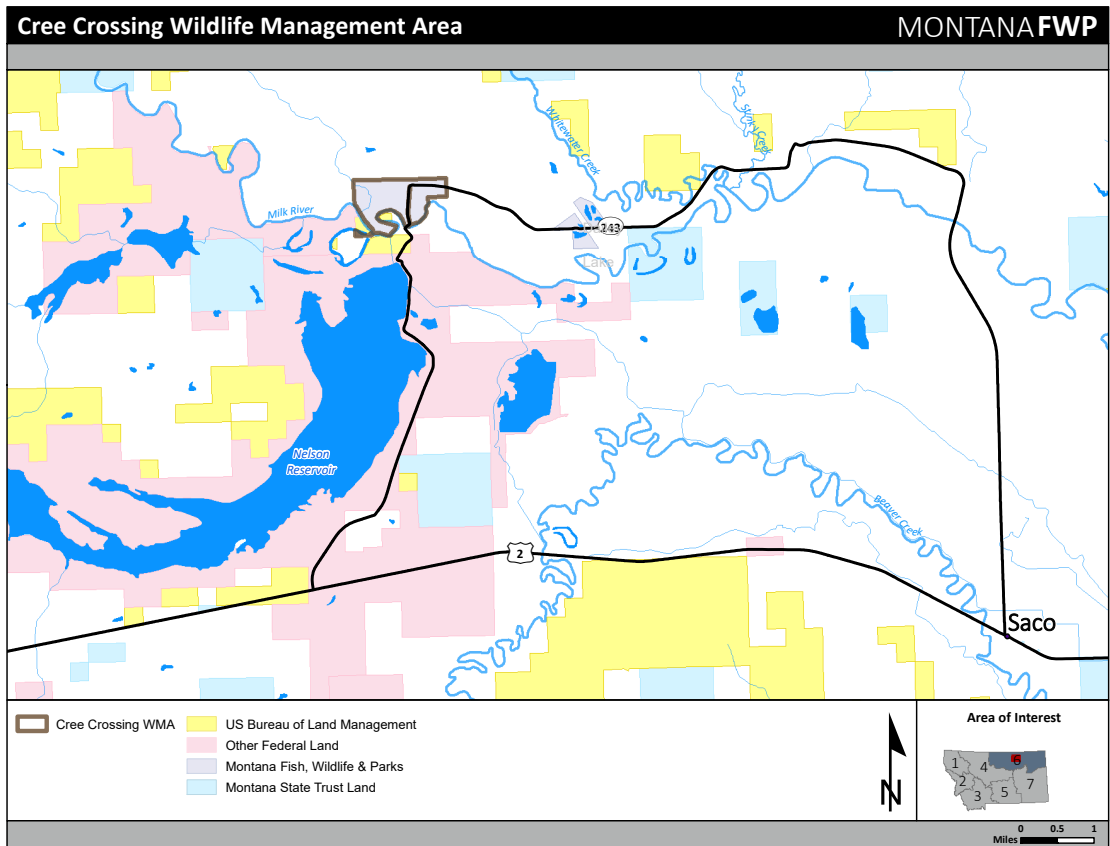 Cree Crossing Wildlife Management Area
MONTANA FWP
Whitewater Creek
Stinky Creek
Milk River
243
Lake
Nelson
Reservoir
Beaver Creek
2
Saco
Cree Crossing WMA
US Bureau of Land Management
Other Federal Land
Montana Fish, Wildlife & Parks
Montana State Trust Land
N
Area of Interest
1
4
6
2
7
3
5
0 0.5 1
Miles